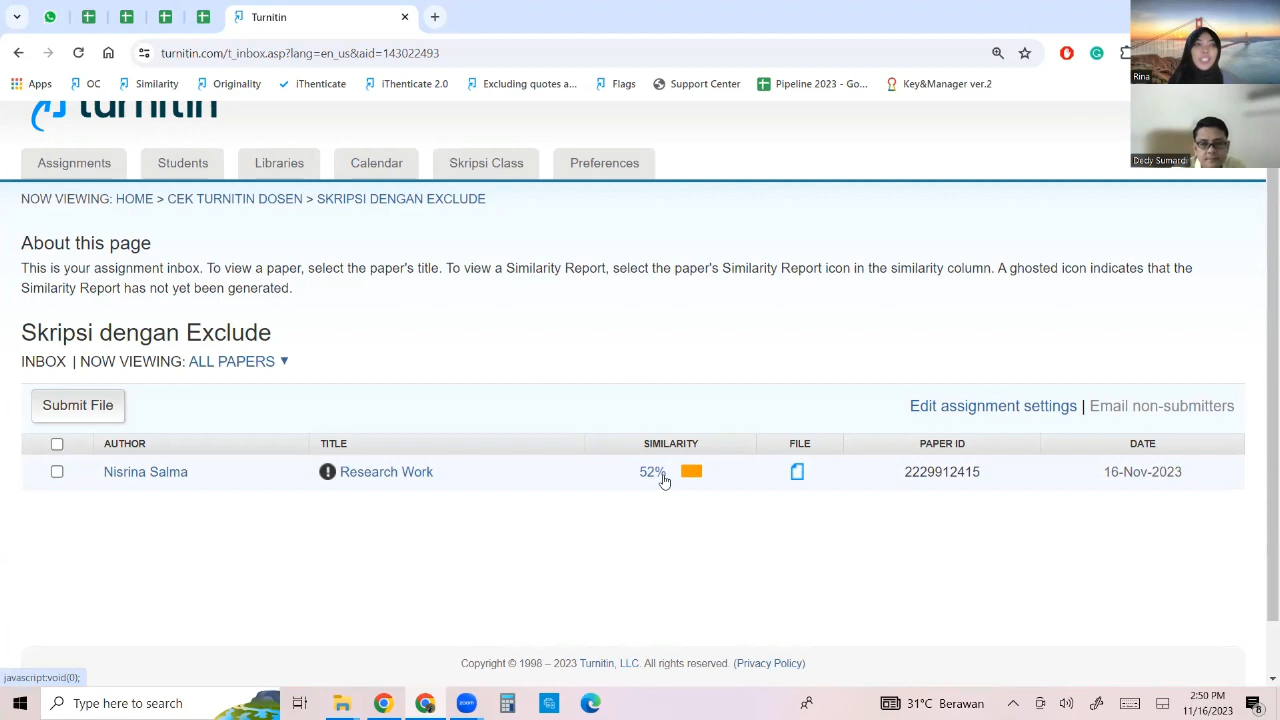 Turnitin
turnitin.com/t_inbox.asp?lang=en_us&aid=143022493
Apps
OC
Similarity
Originality
iThenticate
iThenticate 2.0
Excluding quotes a...
Flags
Support Center
Pipeline 2023 - Go...
Key&Manager ver.2
Rina
Dedy Sumardi
turnitin
Assignments
Students
Libraries
Calendar
Skripsi Class
Preferences
NOW VIEWING: HOME > CEK TURNITIN DOSEN > SKRIPSI DENGAN EXCLUDE
About this page
This is your assignment inbox. To view a paper, select the paper's title. To view a Similarity Report, select the paper's Similarity Report icon in the similarity column. A ghosted icon indicates that the
Similarity Report has not yet been generated.
Skripsi dengan Exclude
INBOX | NOW VIEWING: ALL PAPERS ▼
Submit File
Edit assignment settings | Email non-submitters
AUTHOR TITLE SIMILARITY FILE PAPER ID DATE
Nisrina Salma Research Work 52% 2229912415 16-Nov-2023
Copyright © 1998 – 2023 Turnitin, LLC. All rights reserved. (Privacy Policy)
javascript:void(0);
Type here to search
zoom
31°C Berawan
2:50 PM
11/16/2023